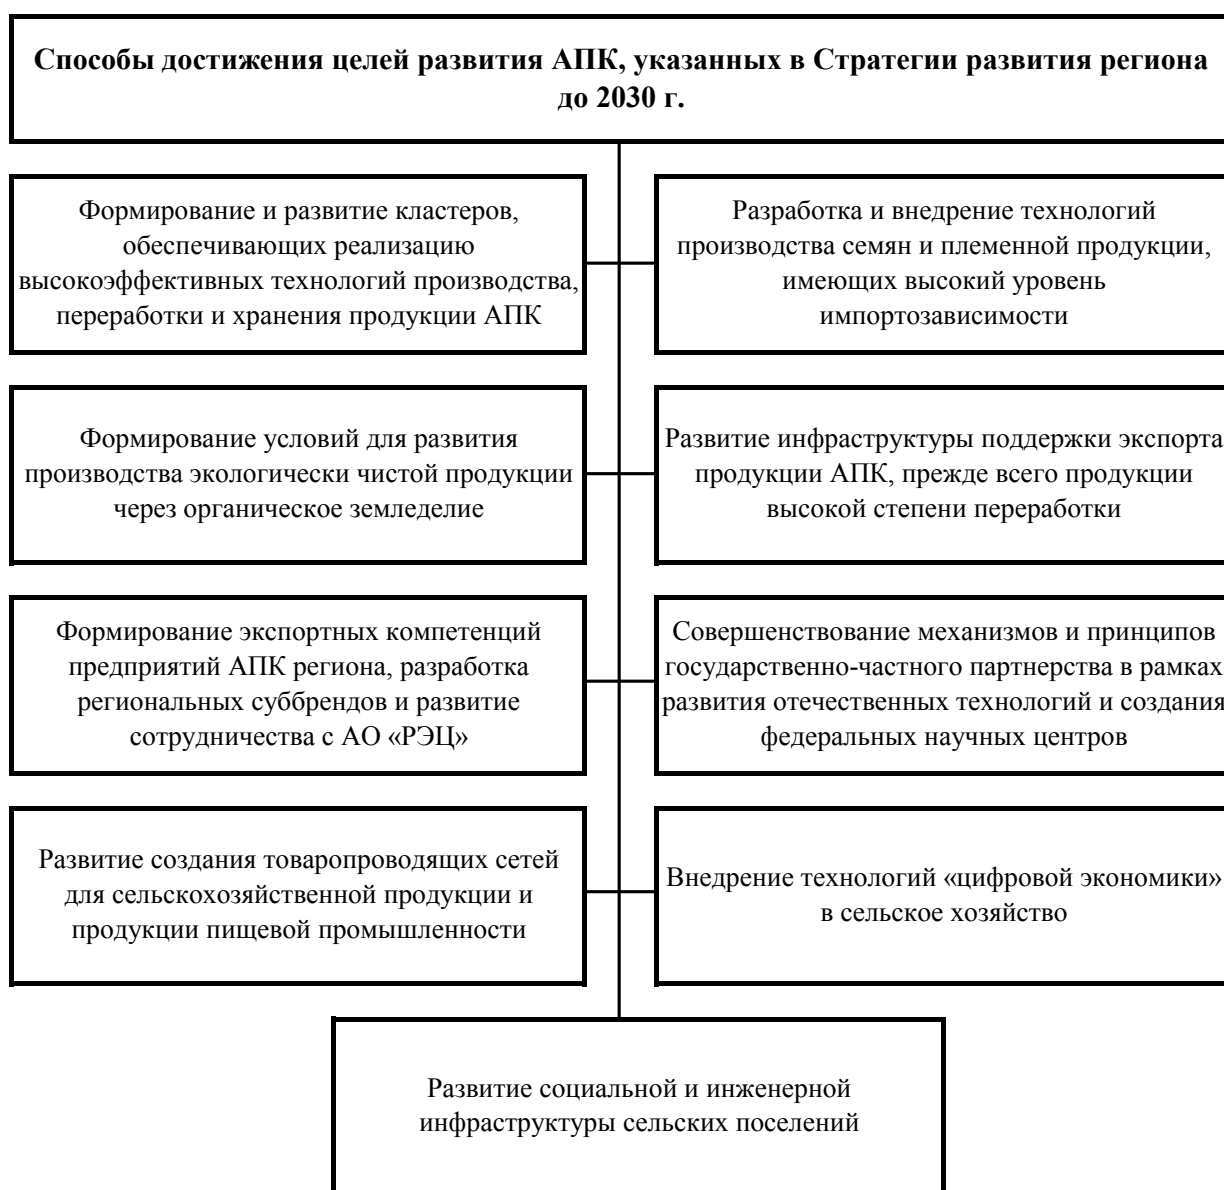 Способы достижения целей развития АПК, указанных в Стратегии развития региона
до 2030 г.
Формирование и развитие кластеров,
обеспечивающих реализацию
высокоэффективных технологий производства,
переработки и хранения продукции АПК
Разработка и внедрение технологий
производства семян и племенной продукции,
имеющих высокий уровень
импортозависимости
Формирование условий для развития
производства экологически чистой продукции
через органическое земледелие
Развитие инфраструктуры поддержки экспорта
продукции АПК, прежде всего продукции
высокой степени переработки
Формирование экспортных компетенций
предприятий АПК региона, разработка
региональных суббрендов и развитие
сотрудничества с АО «РЭЦ»
Совершенствование механизмов и принципов
государственно-частного партнерства в рамках
развития отечественных технологий и создания
федеральных научных центров
Развитие создания товаропроводящих сетей
для сельскохозяйственной продукции и
продукции пищевой промышленности
Внедрение технологий «цифровой экономики»
в сельское хозяйство
Развитие социальной и инженерной
инфраструктуры сельских поселений